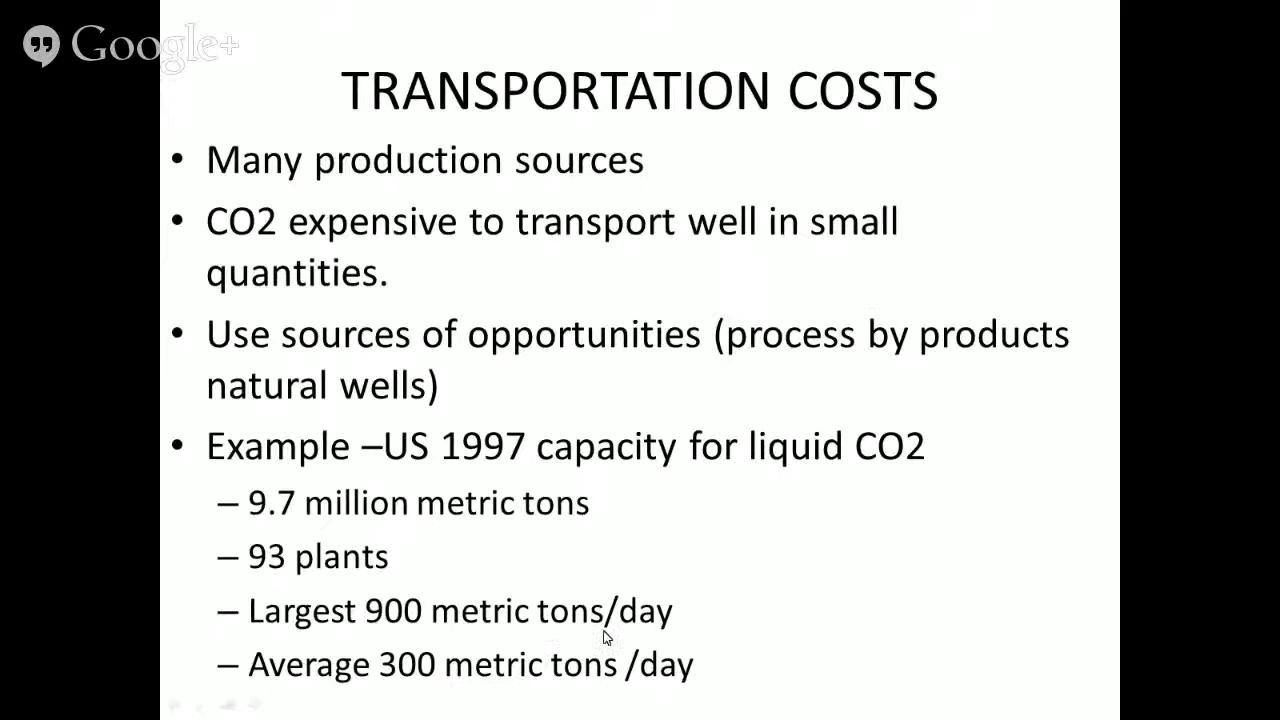 Google+
TRANSPORTATION COSTS
• Many production sources
• CO2 expensive to transport well in small
quantities.
• Use sources of opportunities (process by products
natural wells)
• Example –US 1997 capacity for liquid CO2
– 9.7 million metric tons
– 93 plants
– Largest 900 metric tons/day
– Average 300 metric tons /day